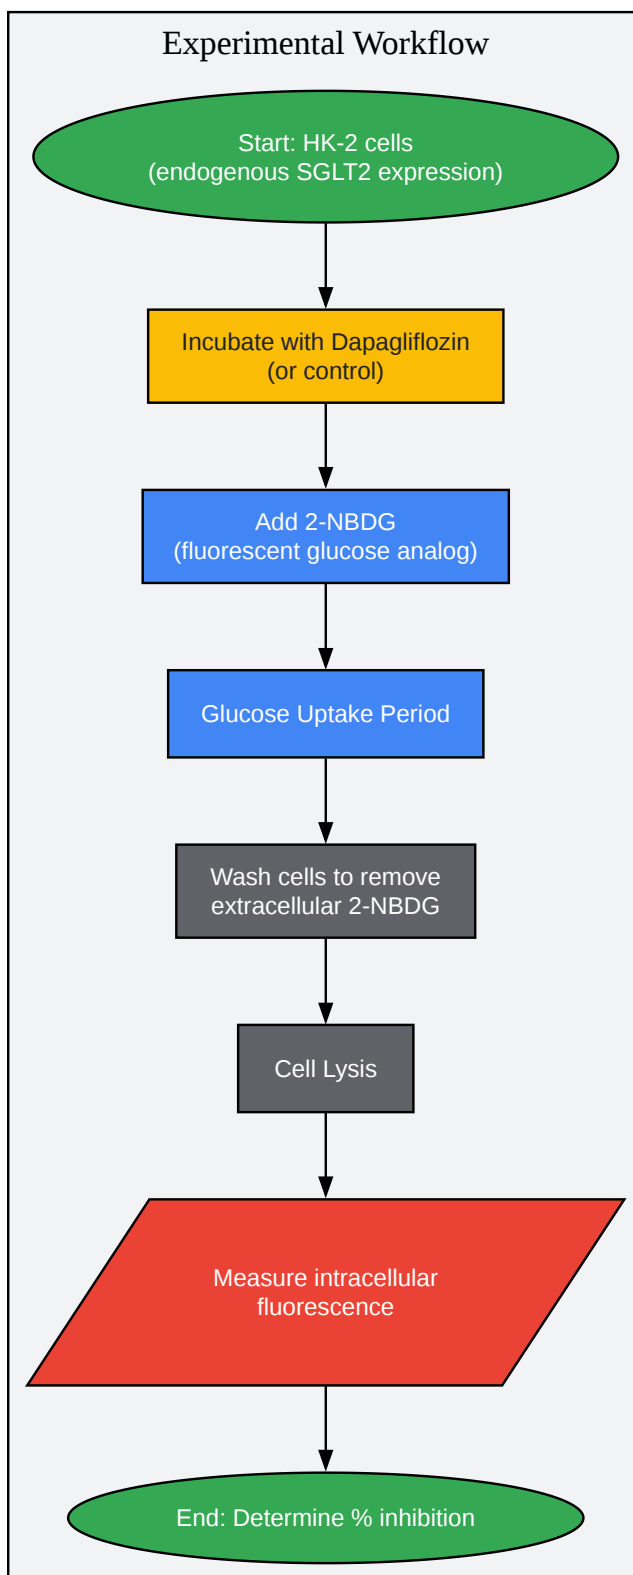 Experimental Workflow
Start: HK-2 cells
(endogenous SGLT2 expression)
Incubate with Dapagliflozin
(or control)
Add 2-NBDG
(fluorescent glucose analog)
Glucose Uptake Period
Wash cells to remove
extracellular 2-NBDG
Cell Lysis
Measure intracellular
fluorescence
End: Determine % inhibition